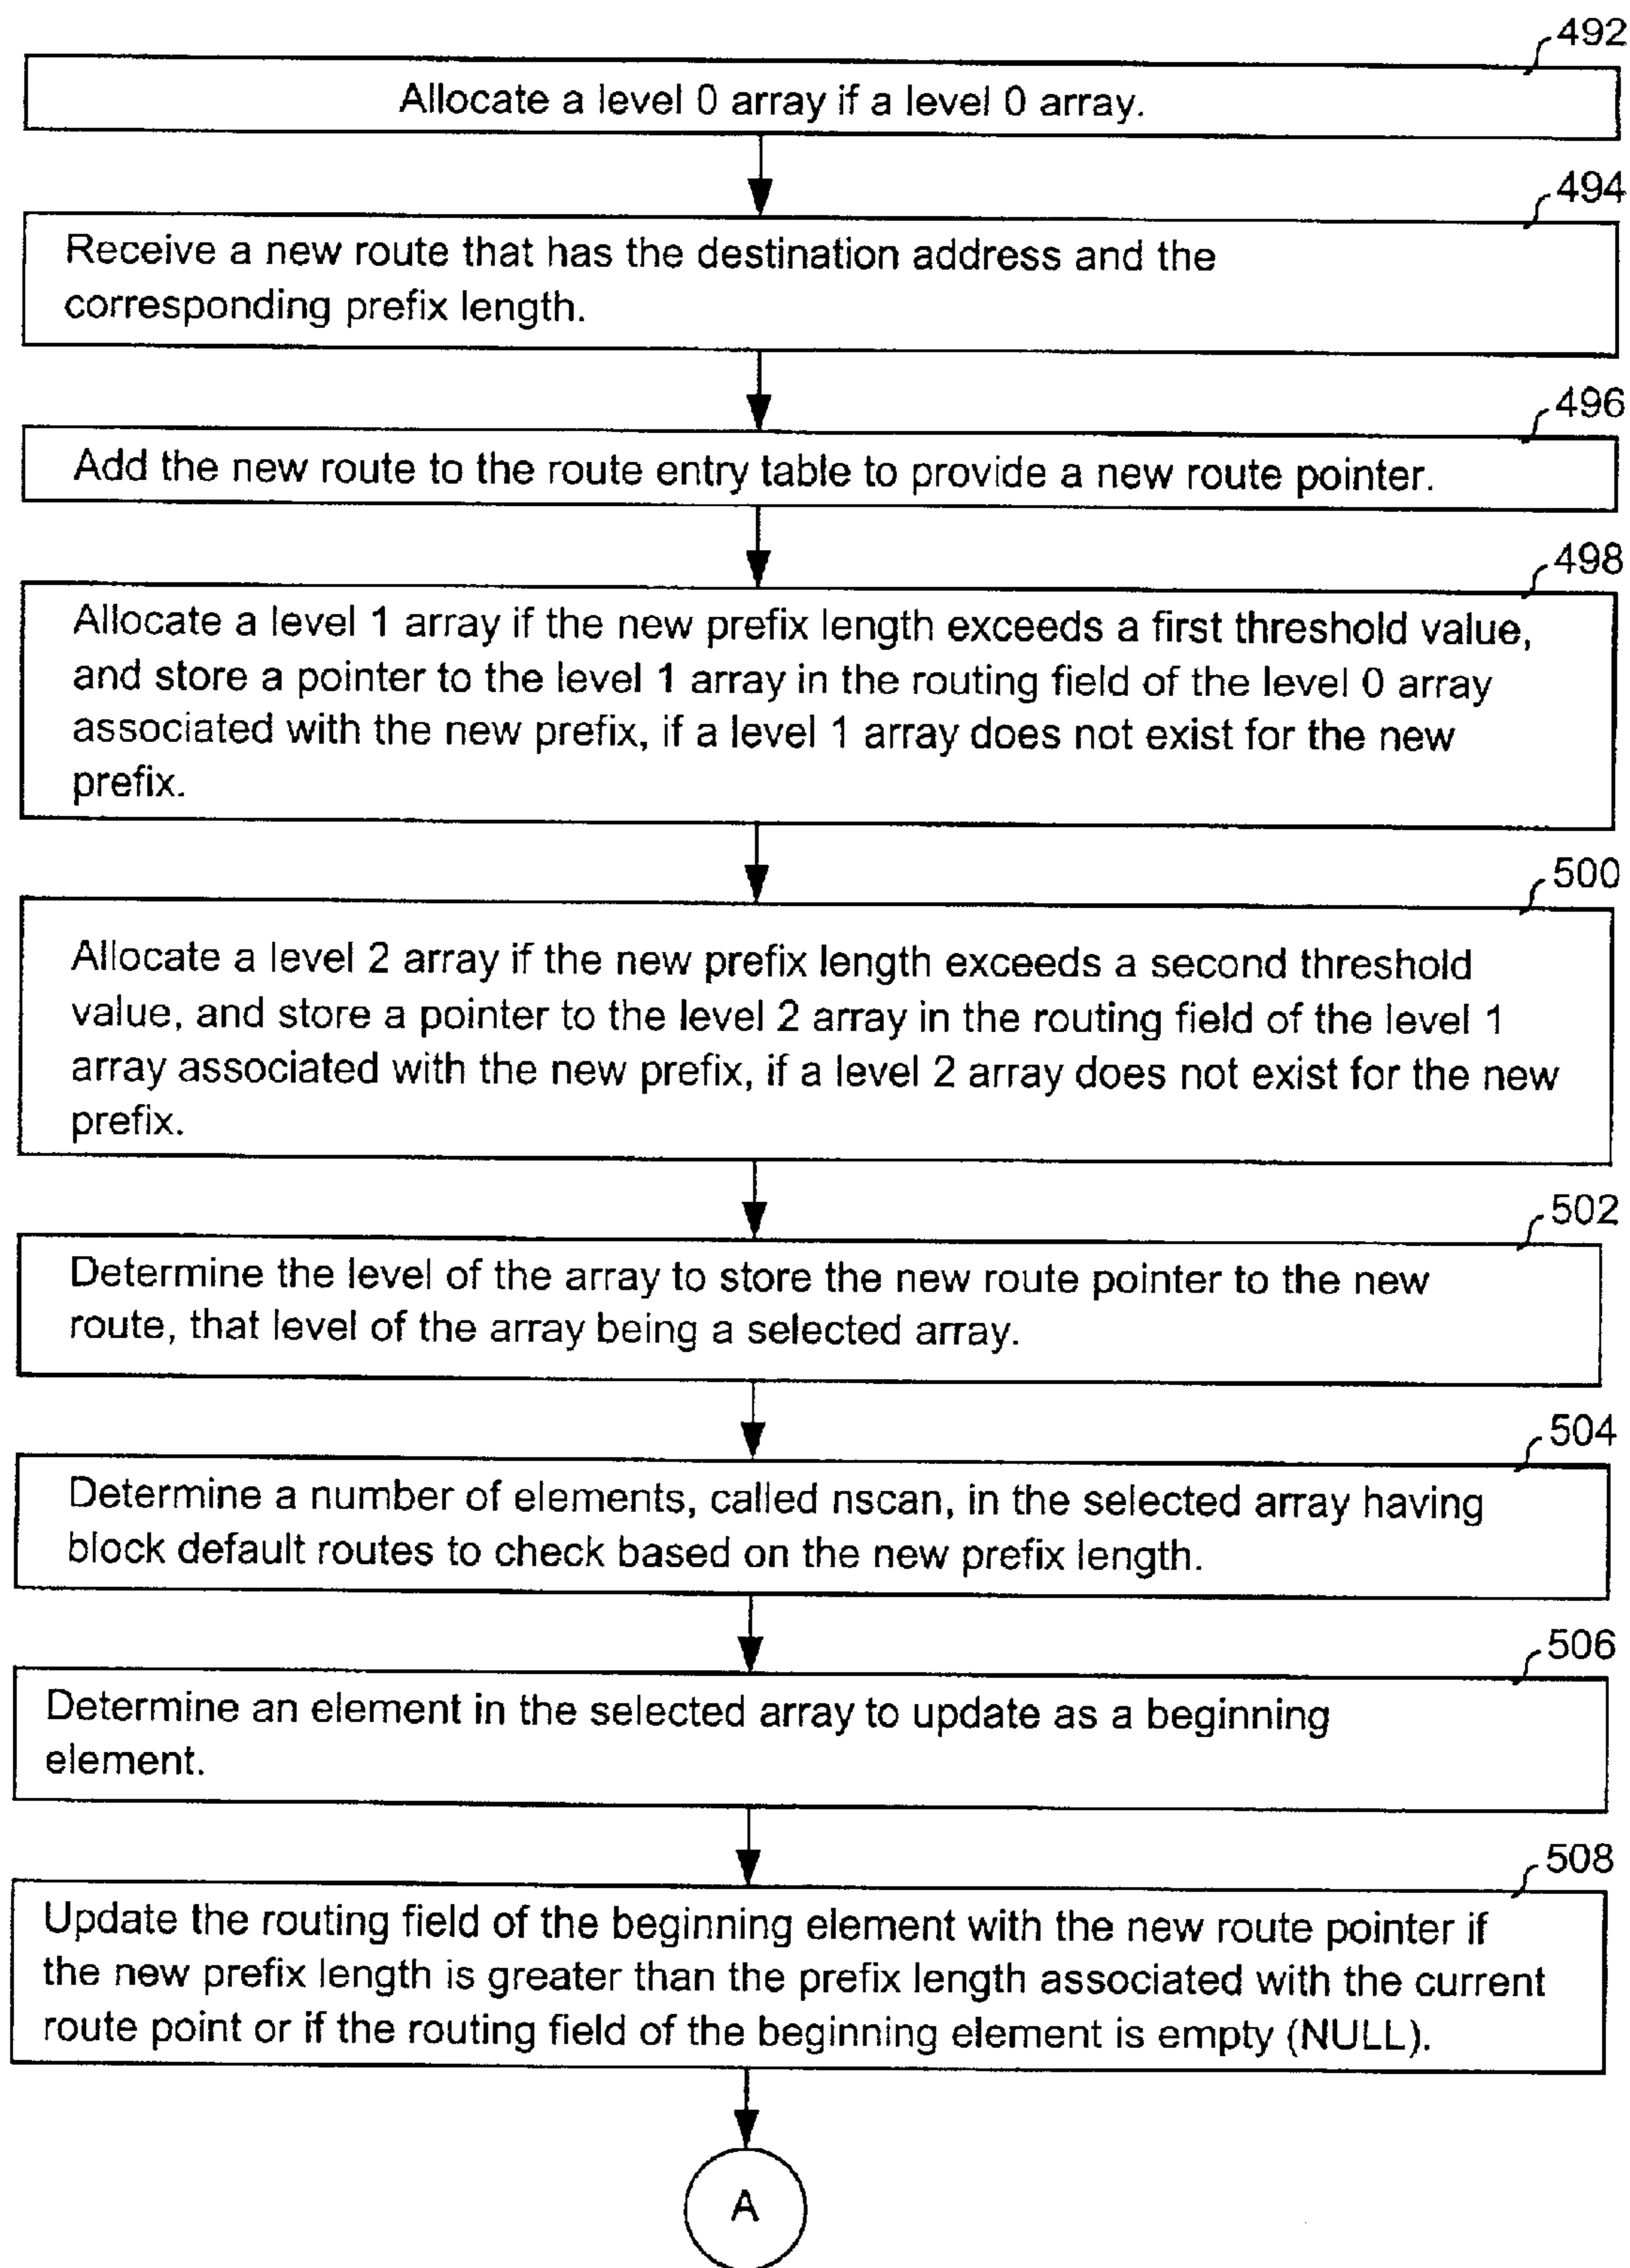 492
Allocate a level 0 array if a level 0 array.
494
Receive a new route that has the destination address and the
corresponding prefix length.
496
Add the new route to the route entry table to provide a new route pointer.
498
Allocate a level 1 array if the new prefix length exceeds a first threshold value,
and store a pointer to the level 1 array in the routing field of the level 0 array
associated with the new prefix, if a level 1 array does not exist for the new
prefix.
500
Allocate a level 2 array if the new prefix length exceeds a second threshold
value, and store a pointer to the level 2 array in the routing field of the level 1
array associated with the new prefix, if a level 2 array does not exist for the new
prefix.
502
Determine the level of the array to store the new route pointer to the new
route, that level of the array being a selected array.
504
Determine a number of elements, called nscan, in the selected array having
block default routes to check based on the new prefix length.
506
Determine an element in the selected array to update as a beginning
element.
508
Update the routing field of the beginning element with the new route pointer if
the new prefix length is greater than the prefix length associated with the current
route point or if the routing field of the beginning element is empty (NULL).
A